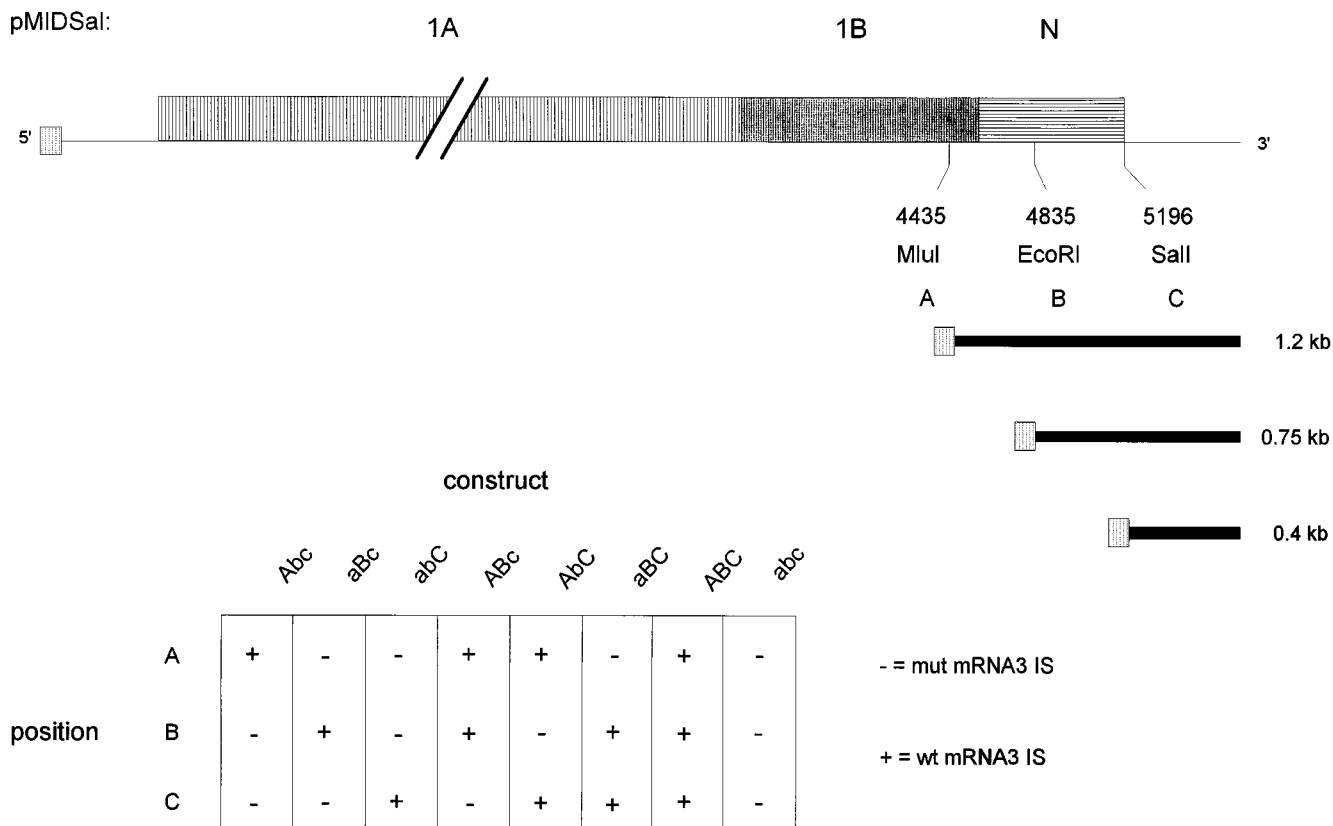 pMIDSal: 1A 1B N
5' 3'
4435 4835 5196
MluI EcoRI SalI
A B C
1.2 kb
0.75 kb
0.4 kb
construct
Abc aBc abC ABc AbC aBC ABC abc
A + - - + + - + -
- = mut mRNA3 IS
position B - + - + - + + -
+ = wt mRNA3 IS
C - - + - + + + -